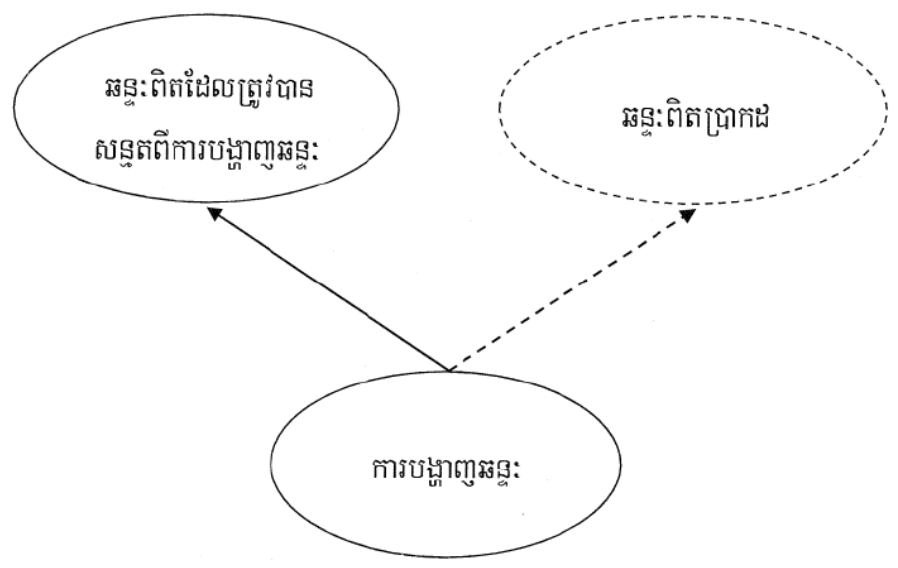 ឆន្ទៈពិតដែលត្រូវបាន
សន្មតពីការបង្ហាញឆន្ទៈ
ឆន្ទៈពិតប្រាកដ
ការបង្ហាញឆន្ទៈ